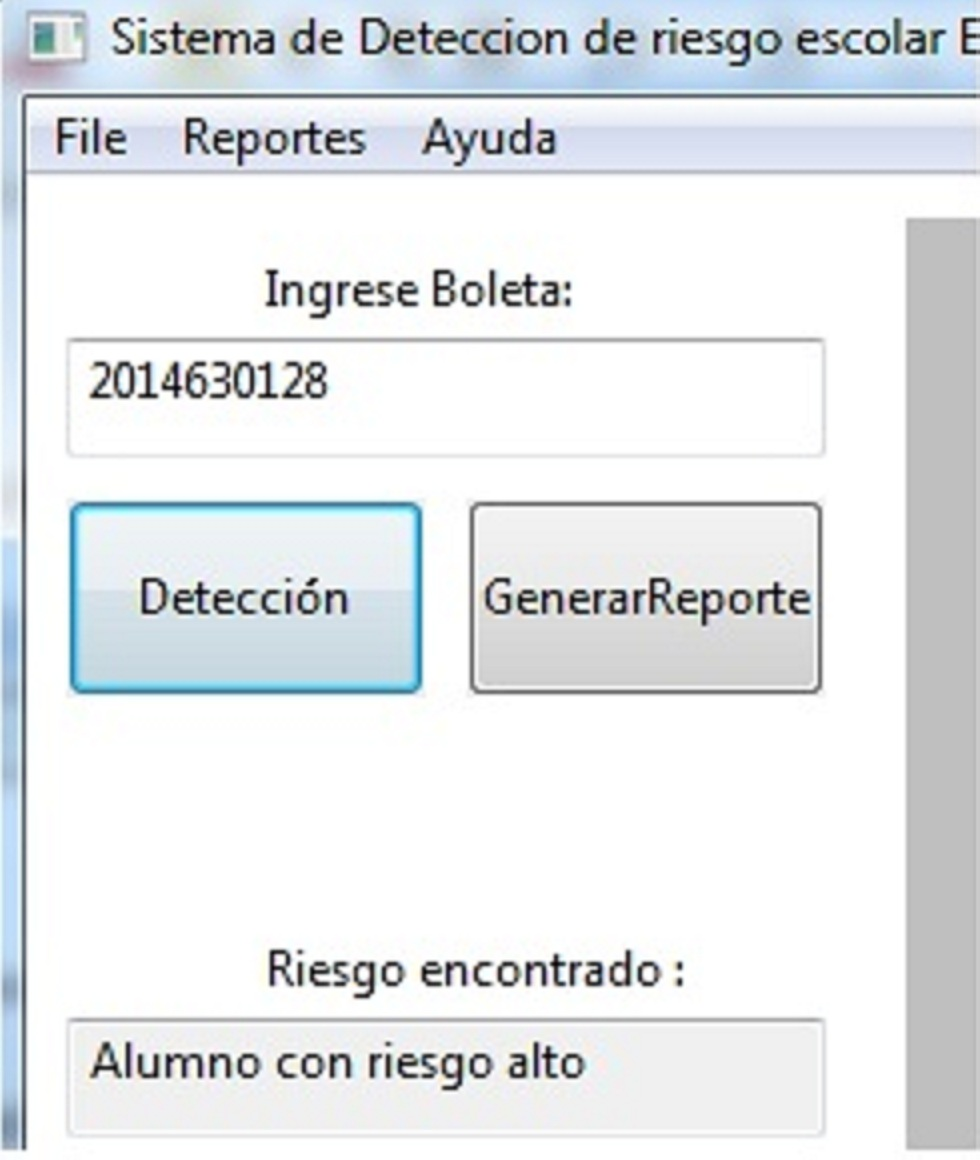 Sistema de Deteccion de riesgo escolar E
File Reportes Ayuda
Ingrese Boleta:
2014630128
Detección GenerarReporte
Riesgo encontrado :
Alumno con riesgo alto